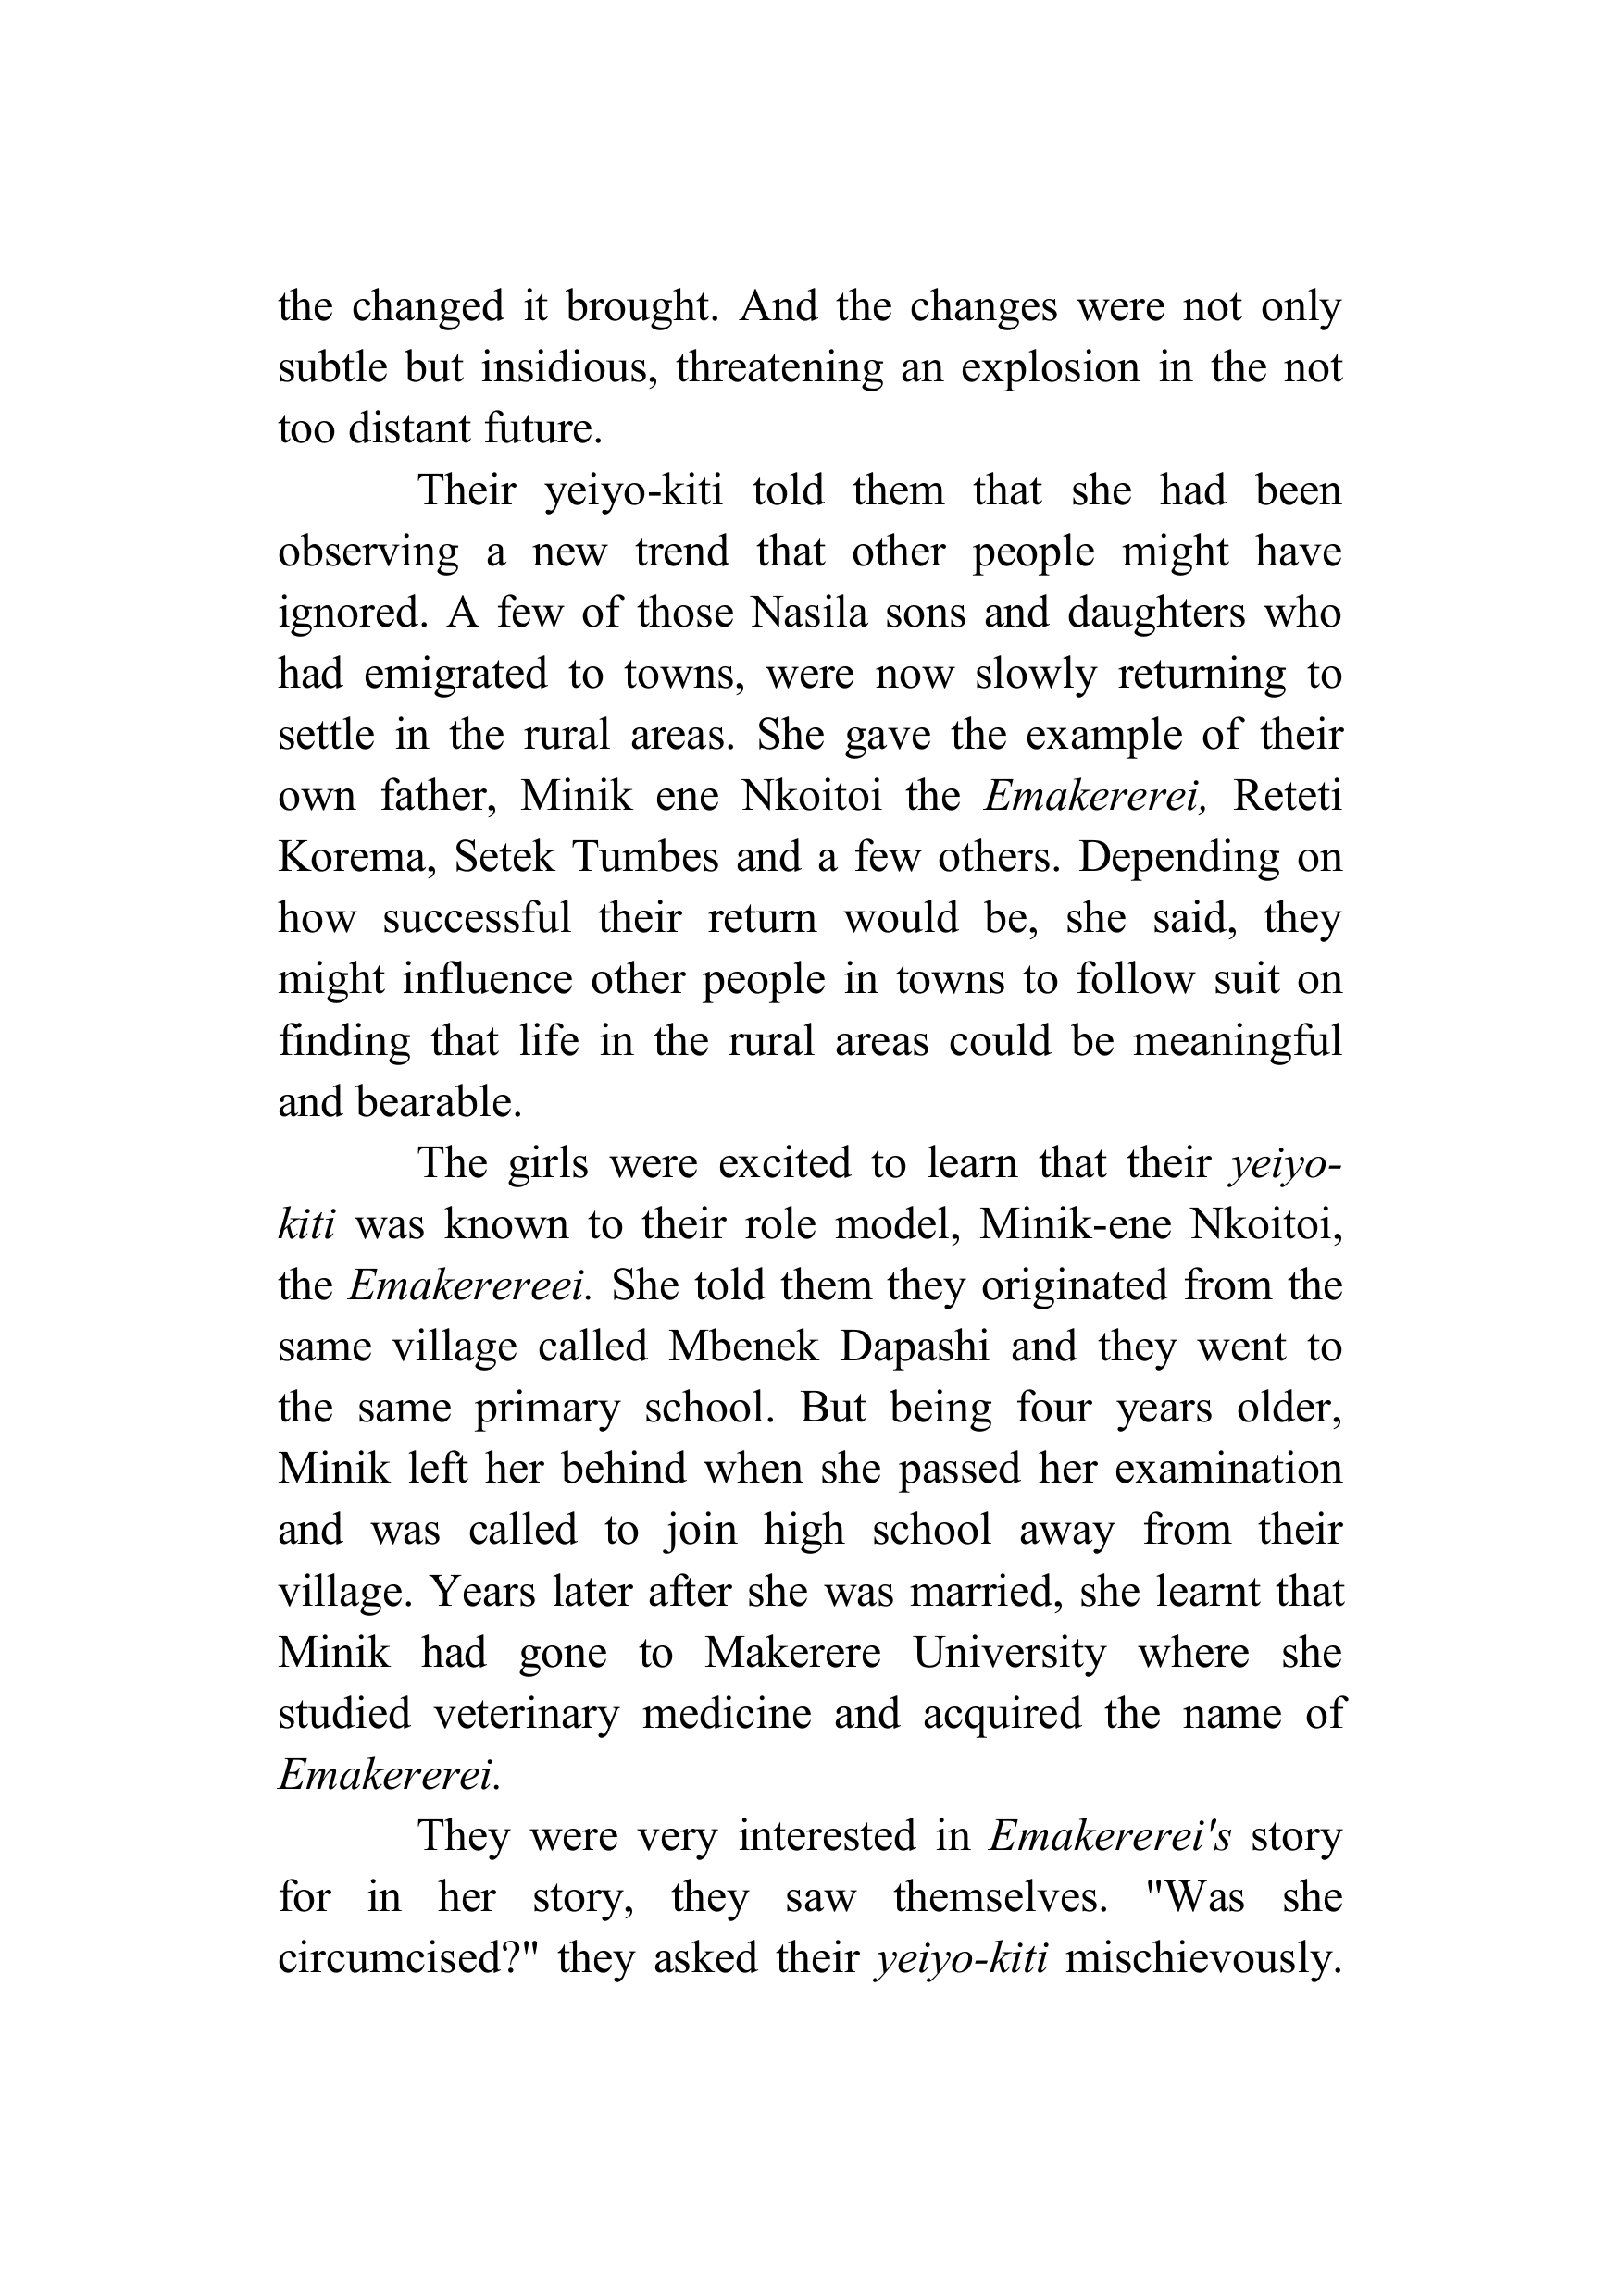 the changed it brought. And the changes were not only
subtle but insidious, threatening an explosion in the not
too distant future.
Their yeiyo-kiti told them that she had been
observing a new trend that other people might have
ignored. A few of those Nasila sons and daughters who
had emigrated to towns, were now slowly returning to
settle in the rural areas. She gave the example of their
own father, Minik ene Nkoitoi the Emakererei, Reteti
Korema, Setek Tumbes and a few others. Depending on
how successful their return would be, she said, they
might influence other people in towns to follow suit on
finding that life in the rural areas could be meaningful
and bearable.
The girls were excited to learn that their yeiyo-
kiti was known to their role model, Minik-ene Nkoitoi,
the Emakerereei. She told them they originated from the
same village called Mbenek Dapashi and they went to
the same primary school. But being four years older,
Minik left her behind when she passed her examination
and was called to join high school away from their
village. Years later after she was married, she learnt that
Minik had gone to Makerere University where she
studied veterinary medicine and acquired the name of
Emakererei.
They were very interested in Emakererei's story
for in her story, they saw themselves. "Was she
circumcised?" they asked their yeiyo-kiti mischievously.